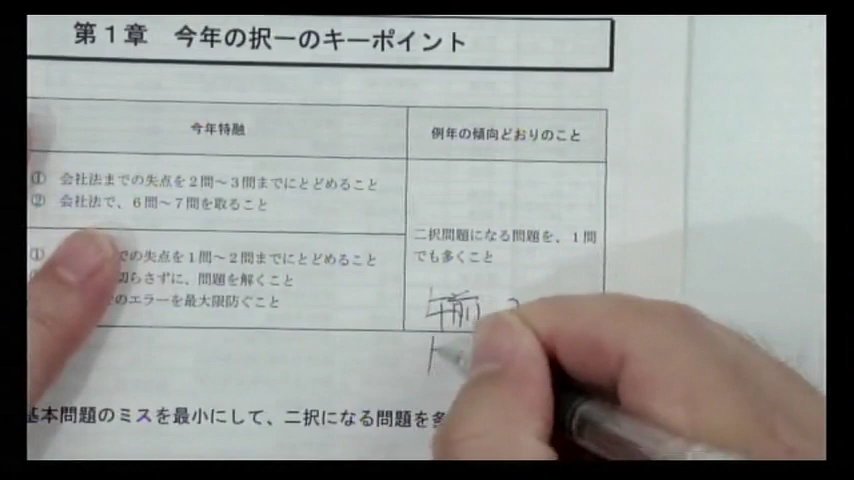 第1章 今年の択一のキーポイント
今年特融
例年の傾向どおりのこと
① 会社法までの失点を2問～3問までにとどめること
② 会社法で、6問～7問を取ること
二択問題になる問題を、1問
でも多くこと
① の失点を1問～2問までにとどめること
切らさずに、問題を解くこと
のエラーを最大限防ぐこと
午前
基本問題のミスを最小にして、二択になる問題を多